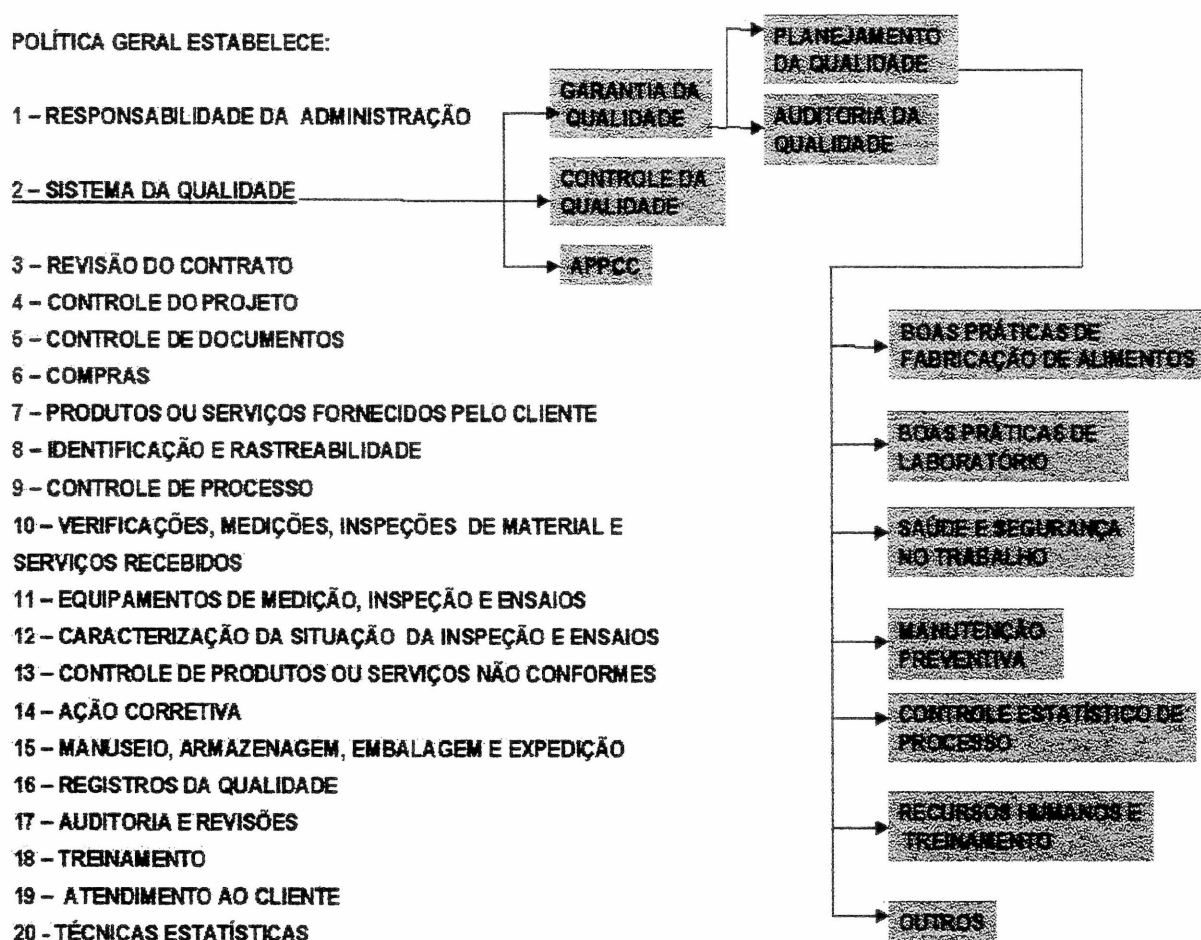 POLÍTICA GERAL ESTABELECE:
1 – RESPONSABILIDADE DA ADMINISTRAÇÃO
2 – SISTEMA DA QUALIDADE
3 – REVISÃO DO CONTRATO
4 – CONTROLE DO PROJETO
5 – CONTROLE DE DOCUMENTOS
6 – COMPRAS
7 – PRODUTOS OU SERVIÇOS FORNECIDOS PELO CLIENTE
8 – IDENTIFICAÇÃO E RASTREABILIDADE
9 – CONTROLE DE PROCESSO
10 – VERIFICAÇÕES, MEDIÇÕES, INSPEÇÕES DE MATERIAL E
SERVIÇOS RECEBIDOS
11 – EQUIPAMENTOS DE MEDIÇÃO, INSPEÇÃO E ENSAIOS
12 – CARACTERIZAÇÃO DA SITUAÇÃO DA INSPEÇÃO E ENSAIOS
13 – CONTROLE DE PRODUTOS OU SERVIÇOS NÃO CONFORMES
14 – AÇÃO CORRETIVA
15 – MANUSEIO, ARMAZENAGEM, EMBALAGEM E EXPEDIÇÃO
16 – REGISTROS DA QUALIDADE
17 – AUDITORIA E REVISÕES
18 – TREINAMENTO
19 – ATENDIMENTO AO CLIENTE
20 - TÉCNICAS ESTATÍSTICAS
GARANTIA DA
QUALIDADE
CONTROLE DA
QUALIDADE
APPCC
PLANEJAMENTO
DA QUALIDADE
AUDITORIA DA
QUALIDADE
BOAS PRÁTICAS DE
FABRICAÇÃO DE ALIMENTOS
BOAS PRÁTICAS DE
LABORATÓRIO
SAÚDE E SEGURANÇA
NO TRABALHO
MANUTENÇÃO
PREVENTIVA
CONTROLE ESTATÍSTICO DE
PROCESSO
RECURSOS HUMANOS E
TREINAMENTO
OUTROS